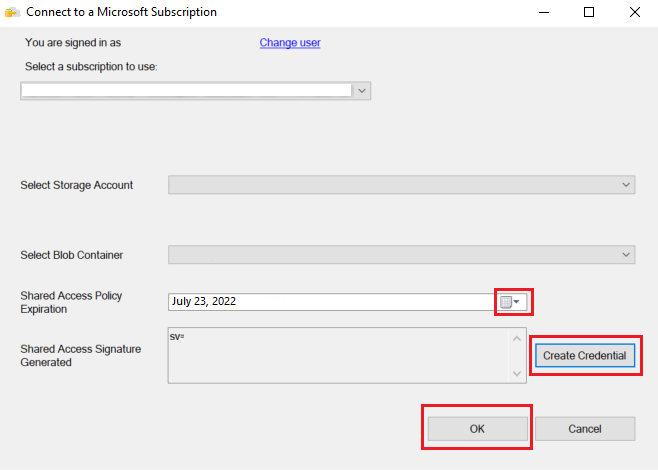 Connect to a Microsoft Subscription
You are signed in as Change user
Select a subscription to use:
Select Storage Account
Select Blob Container
Shared Access Policy
Expiration
July 23, 2022
Shared Access Signature
Generated
sv=
Create Credential
OK Cancel